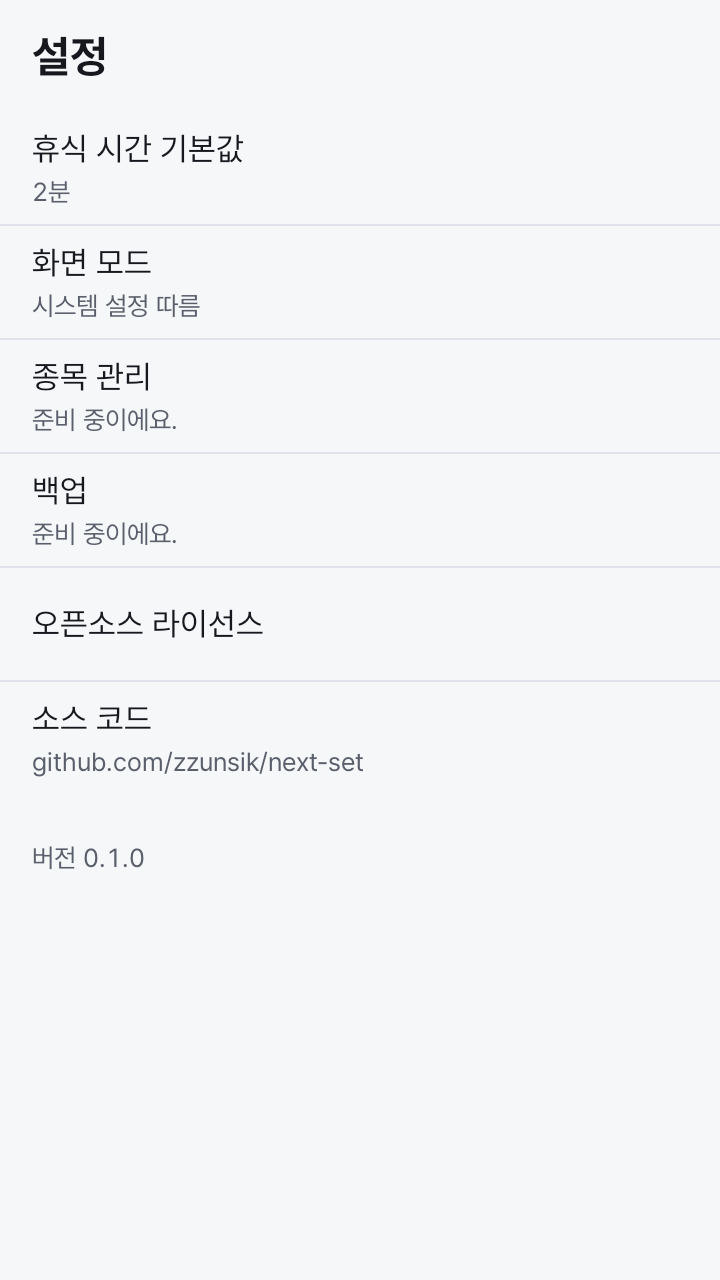 설정
휴식 시간 기본값
2분
화면 모드
시스템 설정 따름
종목 관리
준비 중이에요.
백업
준비 중이에요.
오픈소스 라이선스
소스 코드
github.com/zzunsik/next-set
버전 0.1.0